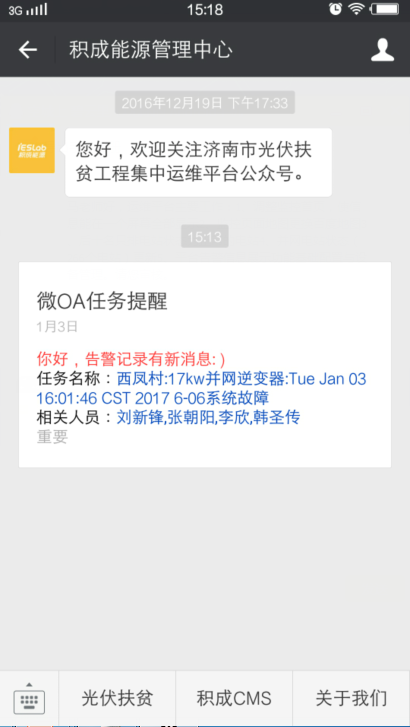 3G 15:18
积成能源管理中心
2016年12月19日 下午17:33
iESLab
积成能源
您好，欢迎关注济南市光伏扶
贫工程集中运维平台公众号。
15:13
微OA任务提醒
1月3日
你好，告警记录有新消息: )
任务名称：西凤村:17kw并网逆变器:Tue Jan 03
16:01:46 CST 2017 6-06系统故障
相关人员：刘新锋,张朝阳,李欣,韩圣传
重要
光伏扶贫 积成CMS 关于我们